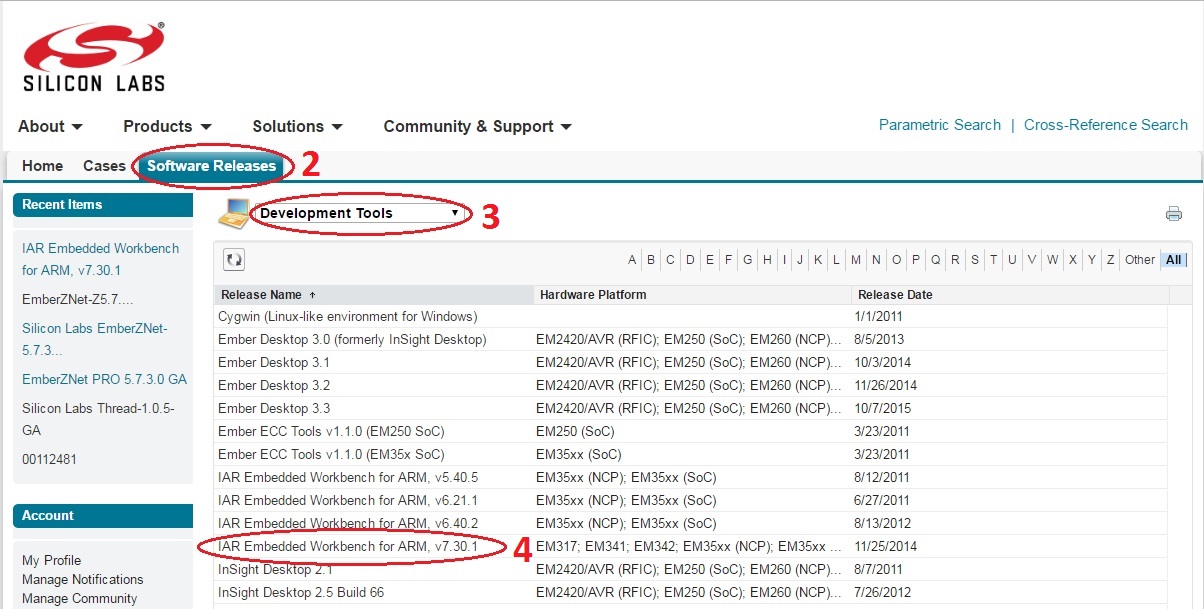 SILICON LABS
About Products Solutions Community & Support Parametric Search | Cross-Reference Search
Home Cases Software Releases 2
Recent Items
IAR Embedded Workbench
for ARM, v7.30.1
EmberZNet-Z5.7....
Silicon Labs EmberZNet-
5.7.3...
EmberZNet PRO 5.7.3.0 GA
Silicon Labs Thread-1.0.5-
GA
00112481
Account
My Profile
Manage Notifications
Manage Community
Development Tools 3
A B C D E F G H I J K L M N O P Q R S T U V W X Y Z Other All
Release Name Hardware Platform Release Date
Cygwin (Linux-like environment for Windows) 1/1/2011
Ember Desktop 3.0 (formerly InSight Desktop) EM2420/AVR (RFIC); EM250 (SoC); EM260 (NCP)... 8/5/2013
Ember Desktop 3.1 EM2420/AVR (RFIC); EM250 (SoC); EM260 (NCP)... 10/3/2014
Ember Desktop 3.2 EM2420/AVR (RFIC); EM250 (SoC); EM260 (NCP)... 11/26/2014
Ember Desktop 3.3 EM2420/AVR (RFIC); EM250 (SoC); EM260 (NCP)... 10/7/2015
Ember ECC Tools v1.1.0 (EM250 SoC) EM250 (SoC) 3/23/2011
Ember ECC Tools v1.1.0 (EM35x SoC) EM35xx (SoC) 3/23/2011
IAR Embedded Workbench for ARM, v5.40.5 EM35xx (NCP); EM35xx (SoC) 8/12/2011
IAR Embedded Workbench for ARM, v6.21.1 EM35xx (NCP); EM35xx (SoC) 6/27/2011
IAR Embedded Workbench for ARM, v6.40.2 EM35xx (NCP); EM35xx (SoC) 8/13/2012
IAR Embedded Workbench for ARM, v7.30.1 4 EM317; EM341; EM342; EM35xx (NCP); EM35xx ... 11/25/2014
InSight Desktop 2.1 EM2420/AVR (RFIC); EM250 (SoC); EM260 (NCP)... 8/7/2011
InSight Desktop 2.5 Build 66 EM2420/AVR (RFIC); EM250 (SoC); EM260 (NCP)... 7/26/2012